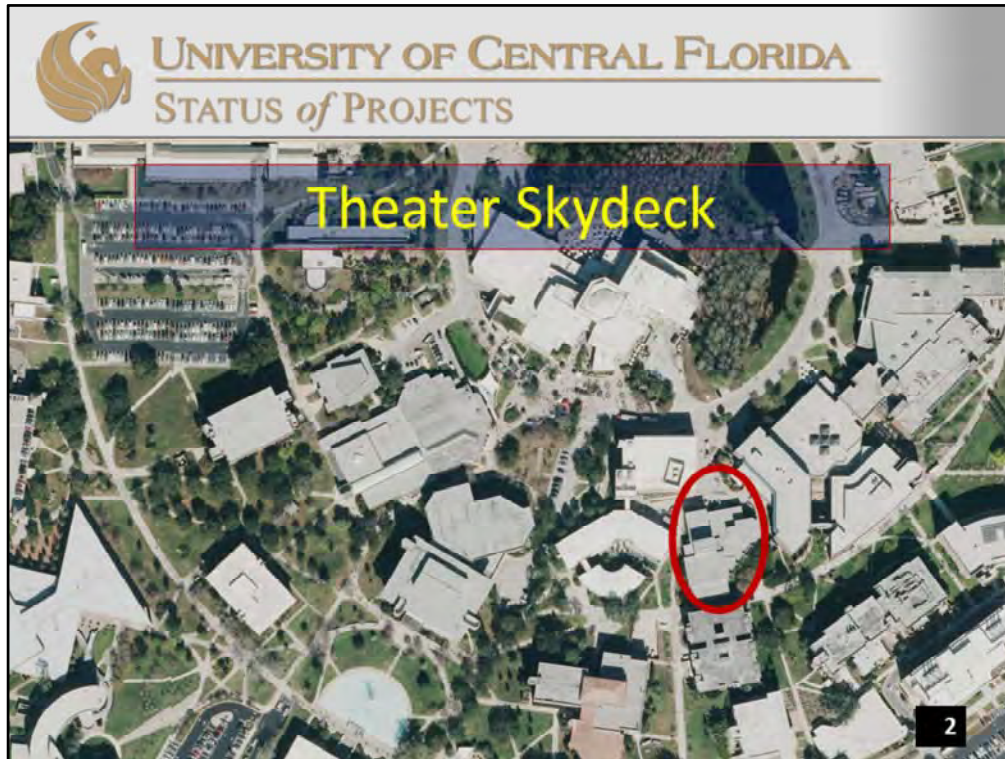 UNIVERSITY OF CENTRAL FLORIDA
STATUS of PROJECTS
Theater Skydeck
2